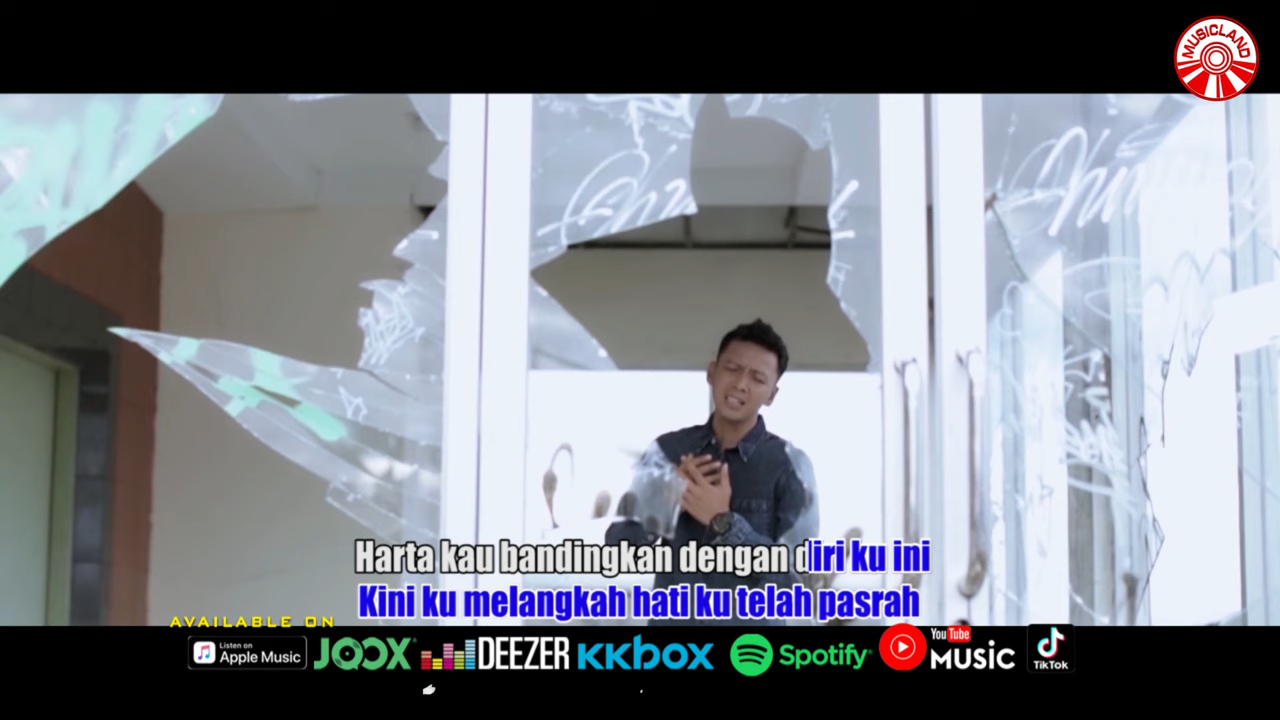 MUSICLAND
Harta kau bandingkan dengan diri ku ini
Kini ku melangkah hati ku telah pasrah
AVAILABLE ON
Listen on
Apple Music
JOOX
DEEZER
KKBOX
Spotify
YouTube
MUSIC
TikTok